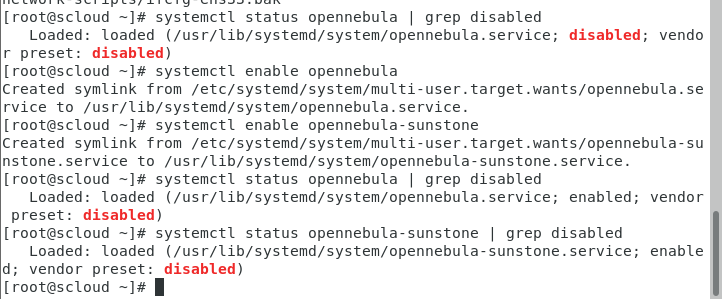 network-scripts/ifcfg-ens33.bak
[root@scloud ~]# systemctl status opennebula | grep disabled
   Loaded: loaded (/usr/lib/systemd/system/opennebula.service; disabled; vendo
r preset: disabled)
[root@scloud ~]# systemctl enable opennebula
Created symlink from /etc/systemd/system/multi-user.target.wants/opennebula.se
rvice to /usr/lib/systemd/system/opennebula.service.
[root@scloud ~]# systemctl enable opennebula-sunstone
Created symlink from /etc/systemd/system/multi-user.target.wants/opennebula-su
nstone.service to /usr/lib/systemd/system/opennebula-sunstone.service.
[root@scloud ~]# systemctl status opennebula | grep disabled
   Loaded: loaded (/usr/lib/systemd/system/opennebula.service; enabled; vendor
 preset: disabled)
[root@scloud ~]# systemctl status opennebula-sunstone | grep disabled
   Loaded: loaded (/usr/lib/systemd/system/opennebula-sunstone.service; enable
d; vendor preset: disabled)
[root@scloud ~]#